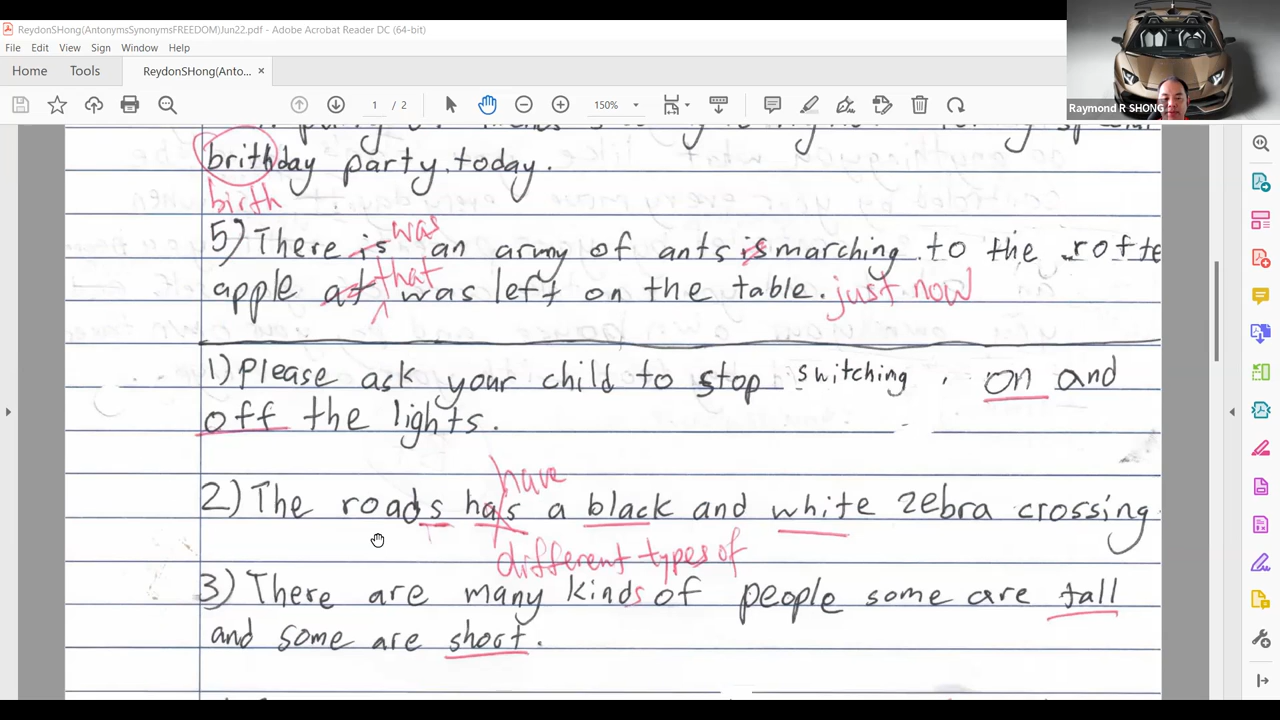 ReydonSHong(AntonymsSynonymsFREEDOM)Jun22.pdf - Adobe Acrobat Reader DC (64-bit)
File Edit View Sign Window Help
Home Tools ReydonSHong(Anto... ×
1 / 2 150%
Raymond R SHONG
brithday party today.
birth
was
5) There is an army of ants is marching to the rotte
that
apple at was left on the table. just now
1) Please ask your child to stop switching on and
off the lights.
have
2) The roads has a black and white zebra crossing
different types of
3) There are many kinds of people some are tall
and some are short.